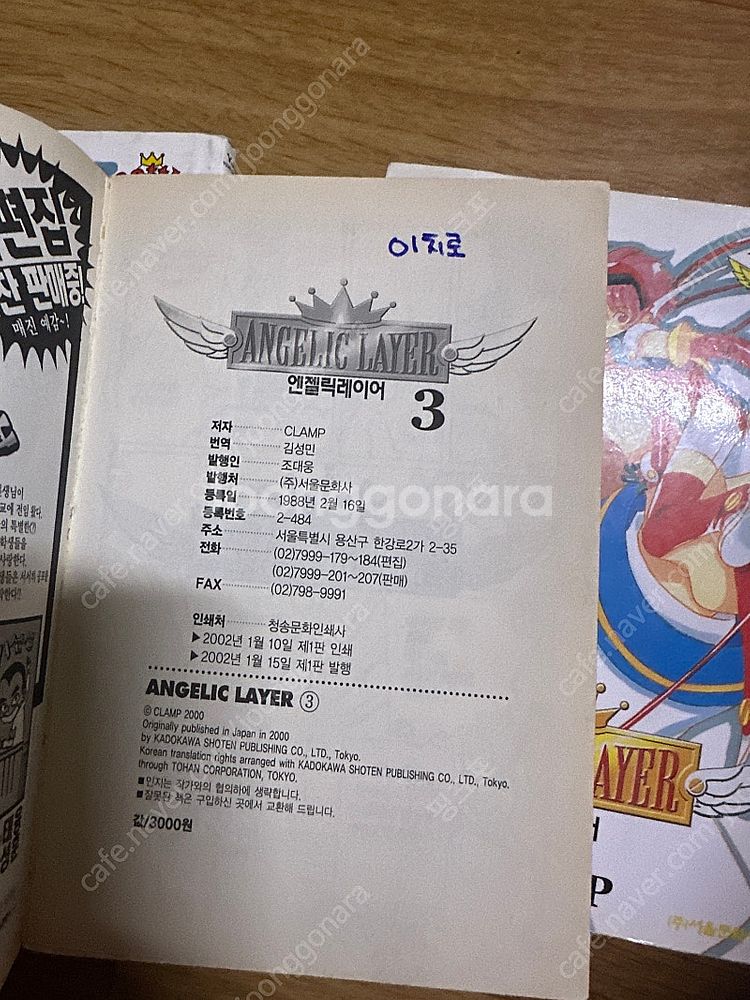 편집
판매중!
매진 예감~!
이치로
ANGELIC LAYER
엔젤릭레이어
3
저자 ············ CLAMP
번역 ············ 김성민
발행인 ············ 조대웅
발행처 ············ (주)서울문화사
등록일 ············ 1988년 2월 16일
등록번호 ············ 2-484
주소 ············ 서울특별시 용산구 한강로2가 2-35
전화 ············ (02)7999-179~184(편집)
(02)7999-201~207(판매)
FAX ············ (02)798-9991
인쇄처 ············ 청송문화인쇄사
▶2002년 1월 10일 제1판 인쇄
▶2002년 1월 15일 제1판 발행
ANGELIC LAYER ③
© CLAMP 2000
Originally published in Japan in 2000
by KADOKAWA SHOTEN PUBLISHING CO., LTD., Tokyo.
Korean translation rights arranged with KADOKAWA SHOTEN PUBLISHING CO., LTD., Tokyo.
through TOHAN CORPORATION, TOKYO.
■인지는 작가와의 협의하에 생략합니다.
■잘못된 책은 구입하신 곳에서 교환해 드립니다.
값/3000원
LAYER
P
(주)서울문
joonggonara
cafe.naver.com/joonggonara